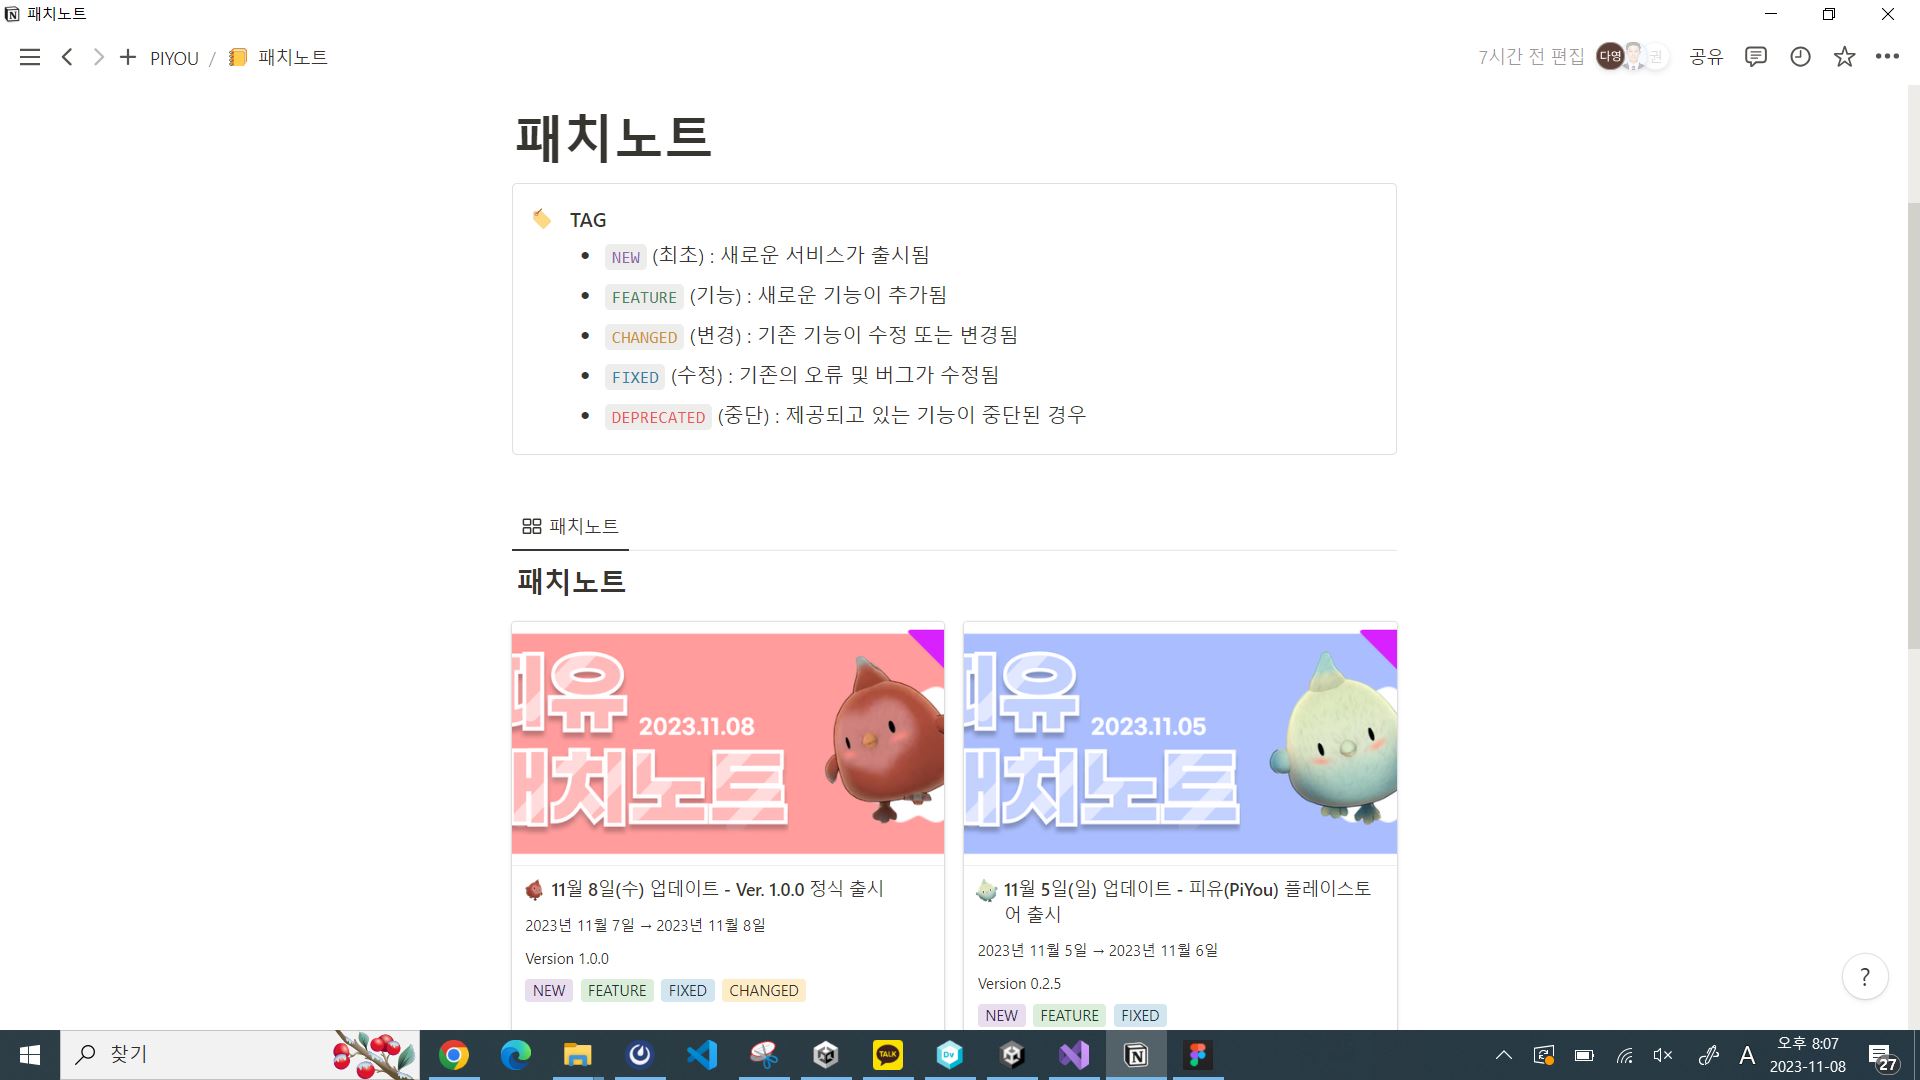 패치노트
PIYOU / 패치노트
7시간 전 편집 다영 권 공유
패치노트
TAG
NEW (최초) : 새로운 서비스가 출시됨
FEATURE (기능) : 새로운 기능이 추가됨
CHANGED (변경) : 기존 기능이 수정 또는 변경됨
FIXED (수정) : 기존의 오류 및 버그가 수정됨
DEPRECATED (중단) : 제공되고 있는 기능이 중단된 경우
패치노트
패치노트
피유
2023.11.08
패치노트
피유
2023.11.05
패치노트
11월 8일(수) 업데이트 - Ver. 1.0.0 정식 출시
2023년 11월 7일 → 2023년 11월 8일
Version 1.0.0
NEW FEATURE FIXED CHANGED
11월 5일(일) 업데이트 - 피유(PiYou) 플레이스토
어 출시
2023년 11월 5일 → 2023년 11월 6일
Version 0.2.5
NEW FEATURE FIXED
?
찾기
TALK
Dv
A
오후 8:07
2023-11-08
27